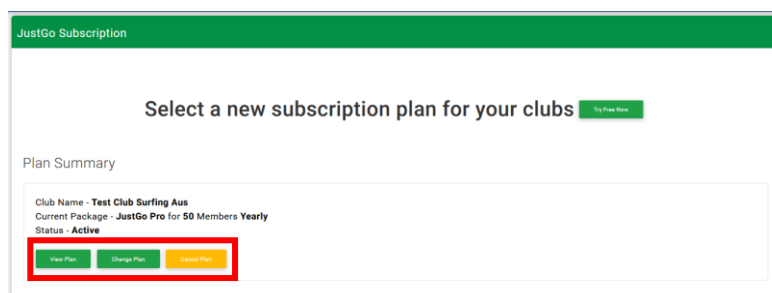 JustGo Subscription
Select a new subscription plan for your clubs Try Free Now
Plan Summary
Club Name - Test Club Surfing Aus
Current Package - JustGo Pro for 50 Members Yearly
Status - Active
View Plan Change Plan Cancel Plan